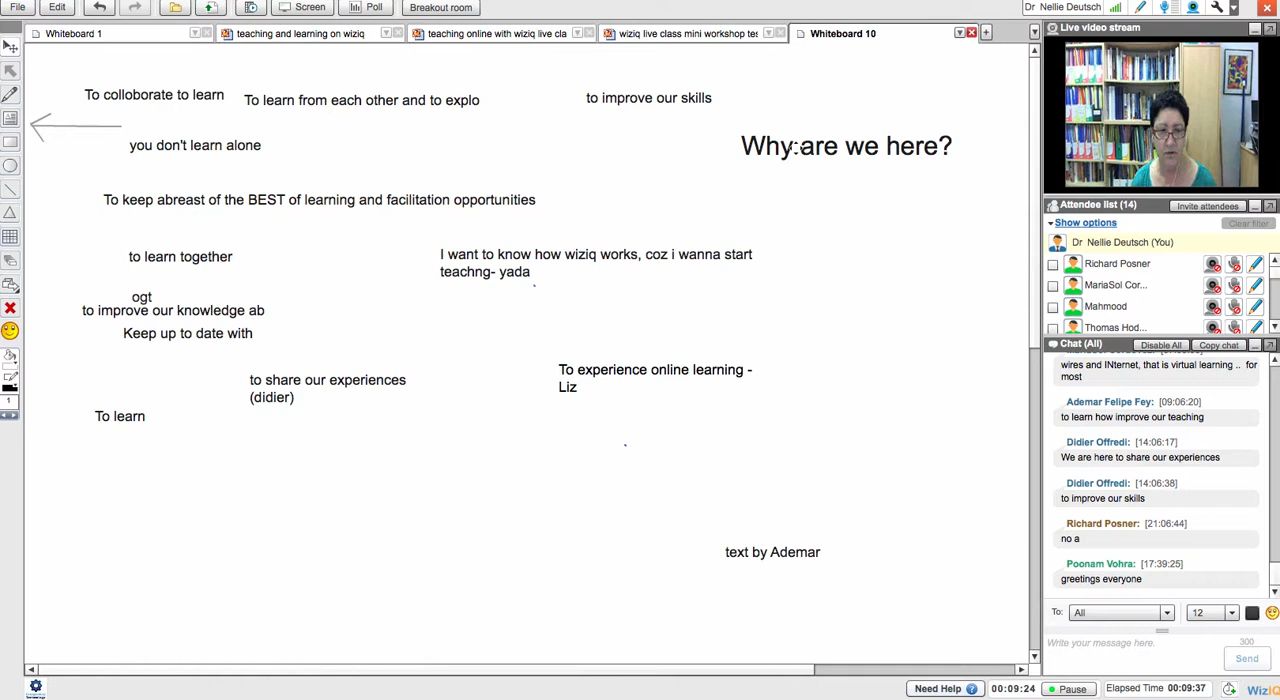 File
Edit
Screen
Poll
Breakout room
Dr Nellie Deutsch
Whiteboard 1
teaching and learning on wiziq
teaching online with wiziq live cla
wiziq live class mini workshop tes
Whiteboard 10
To colloborate to learn
To learn from each other and to explo
to improve our skills
you don't learn alone
Why are we here?
To keep abreast of the BEST of learning and facilitation opportunities
to learn together
I want to know how wiziq works, coz i wanna start
teachng- yada
ogt
to improve our knowledge ab
Keep up to date with
to share our experiences
(didier)
To experience online learning -
Liz
To learn
text by Ademar
1
Live video stream
Attendee list (14)
Invite attendees
Show options
Clear filter
Dr Nellie Deutsch (You)
Richard Posner
MariaSol Cor...
Mahmood
Thomas Hod...
Chat (All)
Disable All
Copy chat
wires and INternet, that is virtual learning .. for
most
Ademar Felipe Fey: [09:06:20]
to learn how improve our teaching
Didier Offredi: [14:06:17]
We are here to share our experiences
Didier Offredi: [14:06:38]
to improve our skills
Richard Posner: [21:06:44]
no a
Poonam Vohra: [17:39:25]
greetings everyone
To: All
12
Write your message here.
300
Send
Need Help ?
00:09:24
Pause
Elapsed Time 00:09:37
WizIQ